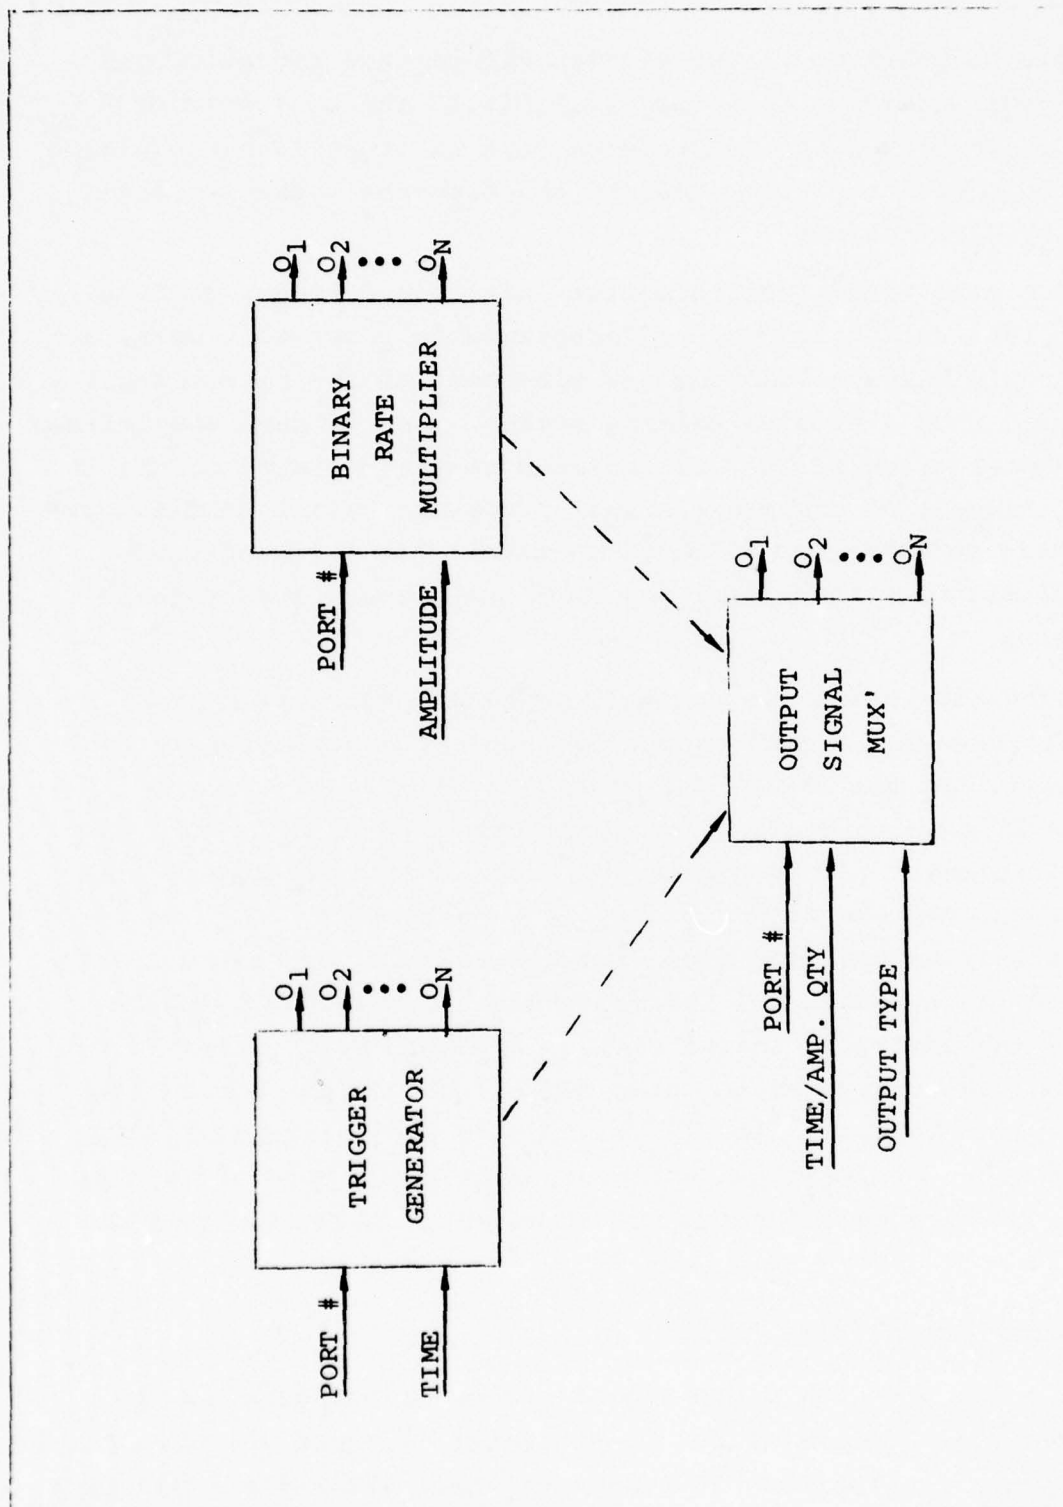 PORT #
TIME
TRIGGER
GENERATOR
O1
O2
•••
ON
PORT #
AMPLITUDE
BINARY
RATE
MULTIPLIER
O1
O2
•••
ON
PORT #
TIME/AMP. QTY
OUTPUT TYPE
OUTPUT
SIGNAL
MUX'
O1
O2
•••
ON